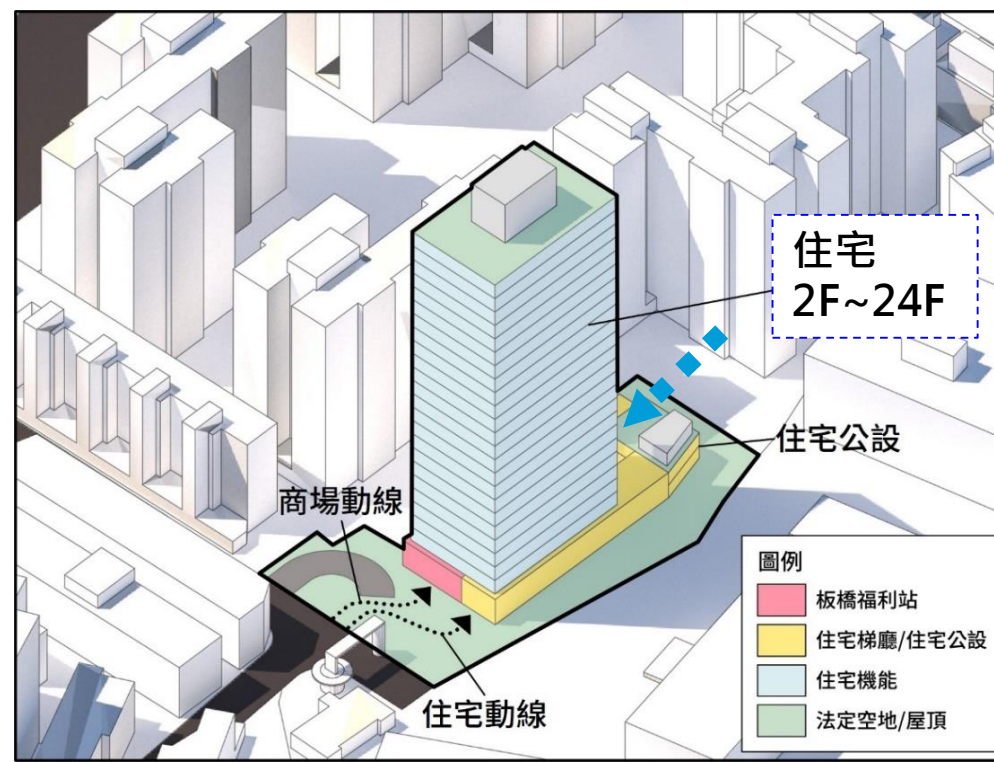 住宅
2F~24F
住宅公設
商場動線
住宅動線
圖例
板橋福利站
住宅梯廳/住宅公設
住宅機能
法定空地/屋頂